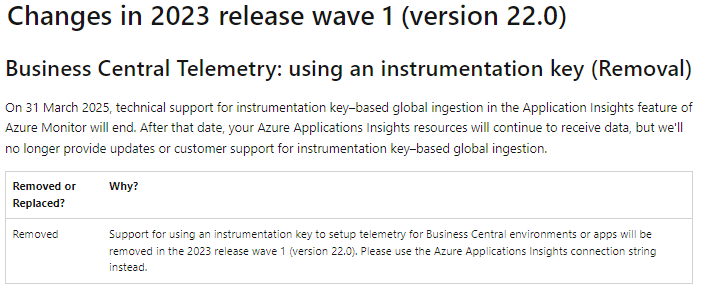 Changes in 2023 release wave 1 (version 22.0)
Business Central Telemetry: using an instrumentation key (Removal)
On 31 March 2025, technical support for instrumentation key–based global ingestion in the Application Insights feature of
Azure Monitor will end. After that date, your Azure Applications Insights resources will continue to receive data, but we'll
no longer provide updates or customer support for instrumentation key–based global ingestion.
Removed or
Replaced?
Why?
Removed
Support for using an instrumentation key to setup telemetry for Business Central environments or apps will be
removed in the 2023 release wave 1 (version 22.0). Please use the Azure Applications Insights connection string
instead.